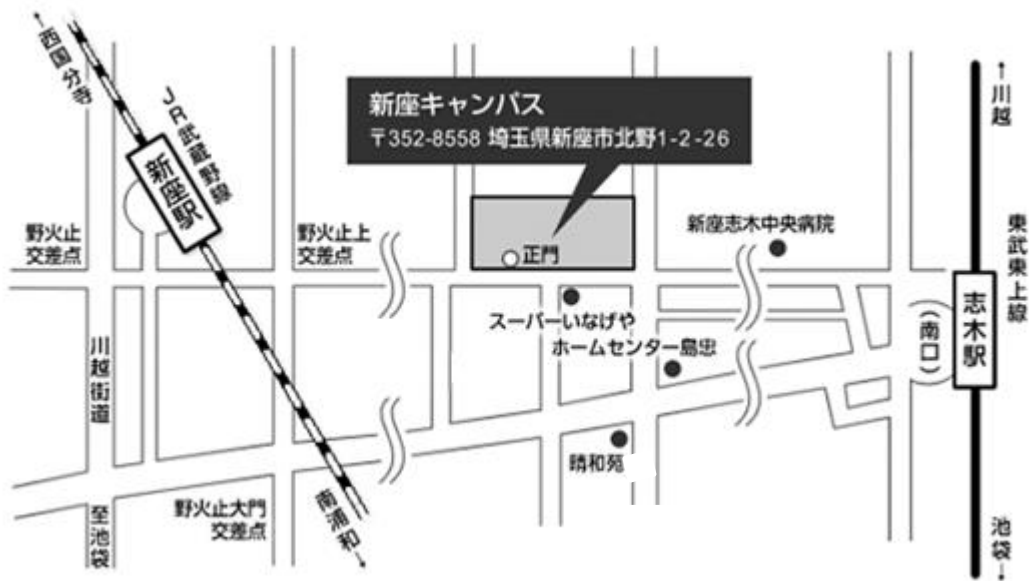 ←西国分寺
JR武蔵野線
新座駅
新座キャンパス
〒352-8558 埼玉県新座市北野1-2-26
←川越
東武東上線
野火止
交差点
野火止上
交差点
正門
新座志木中央病院
スーパーいなげや
ホームセンター島忠
志木駅
(南口)
川越街道
晴和苑
野火止大門
交差点
至池袋
南浦和→
池袋→